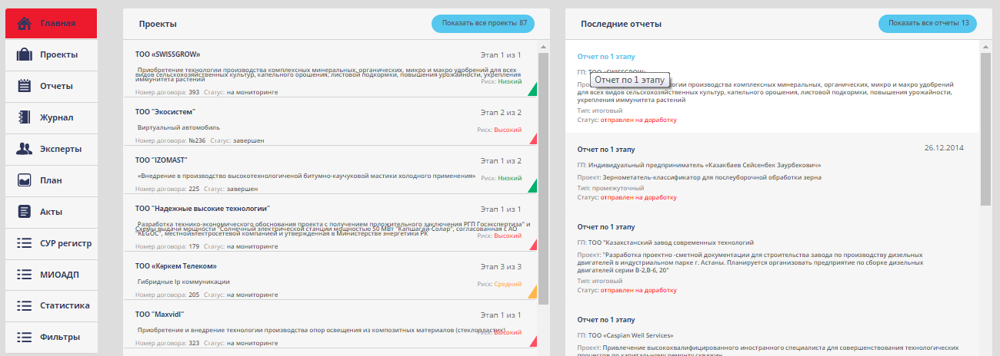 Главная
Проекты
Отчеты
Журнал
Эксперты
План
Акты
СУР регистр
МИОАДП
Статистика
Фильтры
Проекты
Показать все проекты 87
ТОО «SWISSGROW»
Этап 1 из 1
Приобретение технологии производства комплексных минеральных, органических, микро и макро удобрений для всех
видов сельскохозяйственных культур, капельного орошения, листовой подкормки, повышения урожайности, укрепления
иммунитета растений
Риск: Низкий
Номер договора: 393 Статус: на мониторинге
ТОО "Экосистем"
Этап 2 из 2
Виртуальный автомобиль
Риск: Высокий
Номер договора: №236 Статус: завершен
ТОО "IZOMAST"
Этап 1 из 2
«Внедрение в производство высокотехнологиченой битумно-каучуковой мастики холодного применения»
Риск: Низкий
Номер договора: 225 Статус: завершен
ТОО "Надежные высокие технологии"
Этап 1 из 1
Разработка технико-экономического обоснования проекта с получением положительного заключения РГП Госэкспертиза" и
Схемы выдачи мощности "Солнечный электрической станции мощностью 50 МВт "Капшагай-Солар", согласованная с АО
"KEGOC", местноиэлектросетевой компанией и утвержденная в Министерстве энергетики РК
Риск: Высокий
Номер договора: 179 Статус: на мониторинге
ТОО «Керкем Телеком»
Этап 3 из 3
Гибридные Ip коммуникации
Риск: Средний
Номер договора: 205 Статус: на мониторинге
ТОО "Maxvidl"
Этап 1 из 1
Приобретение и внедрение технологии производства опор освещения из композитных материалов (стеклопластик)
Риск: Высокий
Номер договора: 323 Статус: на мониторинге
Последние отчеты
Показать все отчеты 13
Отчет по 1 этапу
ГП: ТОО «SWISSGROW»
Отчет по 1 этапу
производства комплексных минеральных, органических, микро и макро удобрений
для всех видов сельскохозяйственных культур, капельного орошения, листовой подкормки, повышения урожайности,
укрепления иммунитета растений
Тип: итоговый
Статус: отправлен на доработку
Отчет по 1 этапу
26.12.2014
ГП: Индивидуальный предприниматель «Казакбаев Сейсенбек Заурбекович»
Проект: Зернометатель-классификатор для послеуборочной обработки зерна
Тип: промежуточный
Статус: отправлен на доработку
Отчет по 1 этапу
ГП: ТОО "Казахстанский завод современных технологий
Проект: "Разработка проектно -сметной документации для строительства завода по производству дизельных
двигателей в индустриальном парке г. Астаны. Планируется организовать предприятие по сборке дизельных
двигателей серии В-2,В-6, 20"
Тип: итоговый
Статус: отправлен на доработку
Отчет по 1 этапу
ГП: ТОО «Caspian Well Services»
Проект: Привлечение высококвалифицированного иностранного специалиста для совершенствования технологических
процессов по капитальному ремонту скважин